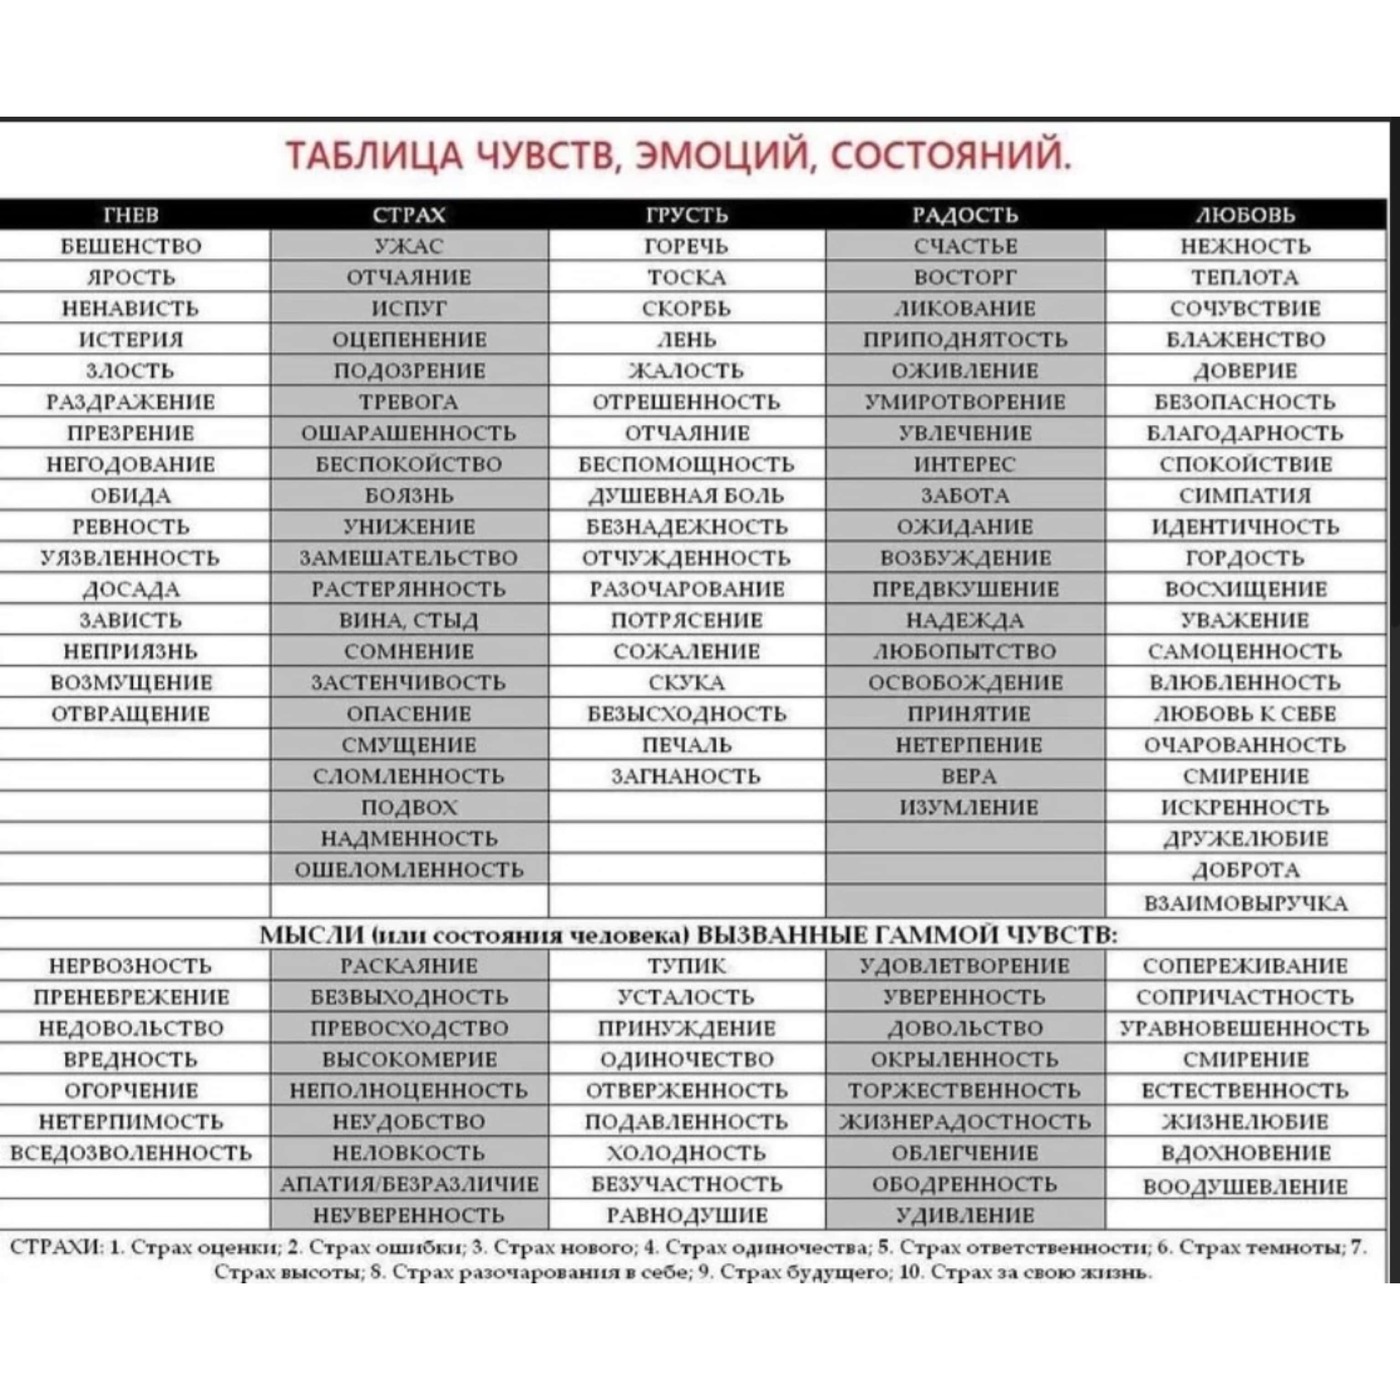 ТАБЛИЦА ЧУВСТВ, ЭМОЦИЙ, СОСТОЯНИЙ.
ГНЕВ СТРАХ ГРУСТЬ РАДОСТЬ ЛЮБОВЬ
БЕШЕНСТВО УЖАС ГОРЕЧЬ СЧАСТЬЕ НЕЖНОСТЬ
ЯРОСТЬ ОТЧАЯНИЕ ТОСКА ВОСТОРГ ТЕПЛОТА
НЕНАВИСТЬ ИСПУГ СКОРБЬ ЛИКОВАНИЕ СОЧУВСТВИЕ
ИСТЕРИЯ ОЦЕПЕНЕНИЕ ЛЕНЬ ПРИПОДНЯТОСТЬ БЛАЖЕНСТВО
ЗЛОСТЬ ПОДОЗРЕНИЕ ЖАЛОСТЬ ОЖИВЛЕНИЕ ДОВЕРИЕ
РАЗДРАЖЕНИЕ ТРЕВОГА ОТРЕШЕННОСТЬ УМИРОТВОРЕНИЕ БЕЗОПАСНОСТЬ
ПРЕЗРЕНИЕ ОШАРАШЕННОСТЬ ОТЧАЯНИЕ УВЛЕЧЕНИЕ БЛАГОДАРНОСТЬ
НЕГОДОВАНИЕ БЕСПОКОЙСТВО БЕСПОМОЩНОСТЬ ИНТЕРЕС СПОКОЙСТВИЕ
ОБИДА БОЯЗНЬ ДУШЕВНАЯ БОЛЬ ЗАБОТА СИМПАТИЯ
РЕВНОСТЬ УНИЖЕНИЕ БЕЗНАДЕЖНОСТЬ ОЖИДАНИЕ ИДЕНТИЧНОСТЬ
УЯЗВЛЕННОСТЬ ЗАМЕШАТЕЛЬСТВО ОТЧУЖДЕННОСТЬ ВОЗБУЖДЕНИЕ ГОРДОСТЬ
ДОСАДА РАСТЕРЯННОСТЬ РАЗОЧАРОВАНИЕ ПРЕДВКУШЕНИЕ ВОСХИЩЕНИЕ
ЗАВИСТЬ ВИНА, СТЫД ПОТРЯСЕНИЕ НАДЕЖДА УВАЖЕНИЕ
НЕПРИЯЗНЬ СОМНЕНИЕ СОЖАЛЕНИЕ ЛЮБОПЫТСТВО САМОЦЕННОСТЬ
ВОЗМУЩЕНИЕ ЗАСТЕНЧИВОСТЬ СКУКА ОСВОБОЖДЕНИЕ ВЛЮБЛЕННОСТЬ
ОТВРАЩЕНИЕ ОПАСЕНИЕ БЕЗЫСХОДНОСТЬ ПРИНЯТИЕ ЛЮБОВЬ К СЕБЕ
СМУЩЕНИЕ ПЕЧАЛЬ НЕТЕРПЕНИЕ ОЧАРОВАННОСТЬ
СЛОМЛЕННОСТЬ ЗАГНАНОСТЬ ВЕРА СМИРЕНИЕ
ПОДВОХ ИЗУМЛЕНИЕ ИСКРЕННОСТЬ
НАДМЕННОСТЬ ДРУЖЕЛЮБИЕ
ОШЕЛОМЛЕННОСТЬ ДОБРОТА
ВЗАИМОВЫРУЧКА
МЫСЛИ (или состояния человека) ВЫЗВАННЫЕ ГАММОЙ ЧУВСТВ:
НЕРВОЗНОСТЬ РАСКАЯНИЕ ТУПИК УДОВЛЕТВОРЕНИЕ СОПЕРЕЖИВАНИЕ
ПРЕНЕБРЕЖЕНИЕ БЕЗВЫХОДНОСТЬ УСТАЛОСТЬ УВЕРЕННОСТЬ СОПРИЧАСТНОСТЬ
НЕДОВОЛЬСТВО ПРЕВОСХОДСТВО ПРИНУЖДЕНИЕ ДОВОЛЬСТВО УРАВНОВЕШЕННОСТЬ
ВРЕДНОСТЬ ВЫСОКОМЕРИЕ ОДИНОЧЕСТВО ОКРЫЛЕННОСТЬ СМИРЕНИЕ
ОГОРЧЕНИЕ НЕПОЛНОЦЕННОСТЬ ОТВЕРЖЕННОСТЬ ТОРЖЕСТВЕННОСТЬ ЕСТЕСТВЕННОСТЬ
НЕТЕРПИМОСТЬ НЕУДОБСТВО ПОДАВЛЕННОСТЬ ЖИЗНЕРАДОСТНОСТЬ ЖИЗНЕЛЮБИЕ
ВСЕДОЗВОЛЕННОСТЬ НЕЛОВКОСТЬ ХОЛОДНОСТЬ ОБЛЕГЧЕНИЕ ВДОХНОВЕНИЕ
АПАТИЯ/БЕЗРАЗЛИЧИЕ БЕЗУЧАСТНОСТЬ ОБОДРЕННОСТЬ ВООДУШЕВЛЕНИЕ
НЕУВЕРЕННОСТЬ РАВНОДУШИЕ УДИВЛЕНИЕ
СТРАХИ: 1. Страх оценки; 2. Страх ошибки; 3. Страх нового; 4. Страх одиночества; 5. Страх ответственности; 6. Страх темноты; 7.
Страх высоты; 8. Страх разочарования в себе; 9. Страх будущего; 10. Страх за свою жизнь.